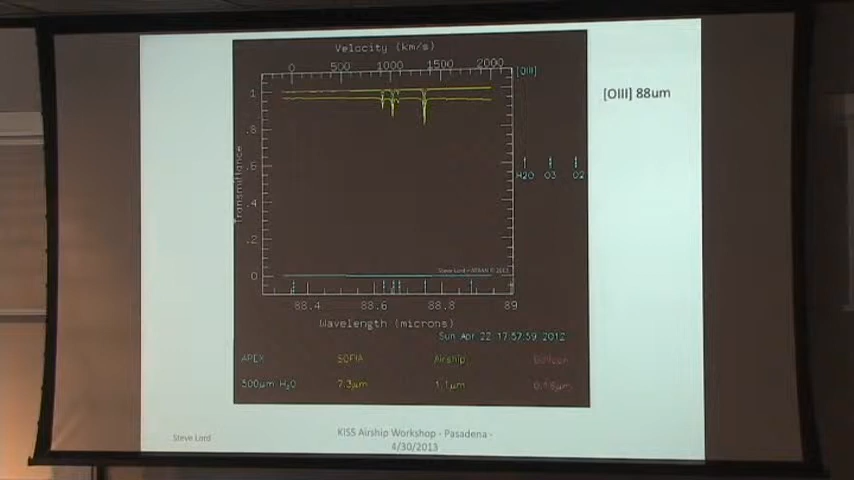 Velocity (km/s)
0 500 1000 1500 2000
[OIII]
[OIII] 88um
1
.8
.6
.4
.2
0
Transmittance
H2O O3 O2
88.4 88.6 88.8 89
Wavelength (microns)
Sun Apr 22 17:57:59 2012
APEX SOFIA Airship
500μm H2O 7.3μm 1.1μm
Steve Lord
KISS Airship Workshop - Pasadena -
4/30/2013